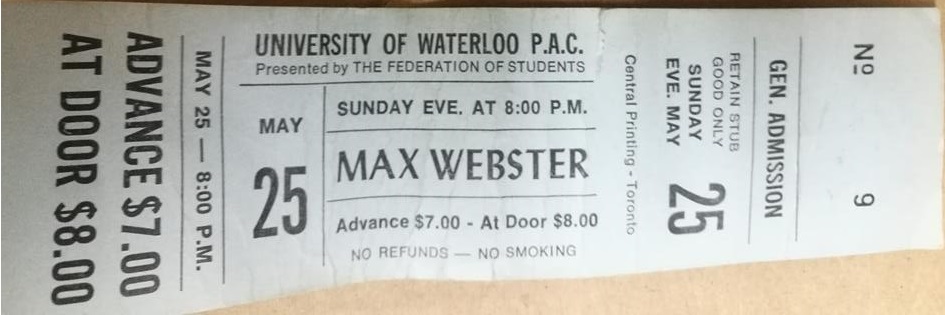 ADVANCE $7.00
AT DOOR $8.00
MAY 25 — 8:00 P.M.
UNIVERSITY OF WATERLOO P.A.C.
Presented by THE FEDERATION OF STUDENTS
MAY
25
SUNDAY EVE. AT 8:00 P.M.
MAX WEBSTER
Advance $7.00 - At Door $8.00
NO REFUNDS — NO SMOKING
Central Printing - Toronto
RETAIN STUB
GOOD ONLY
SUNDAY
EVE. MAY
25
GEN. ADMISSION
Nº 9